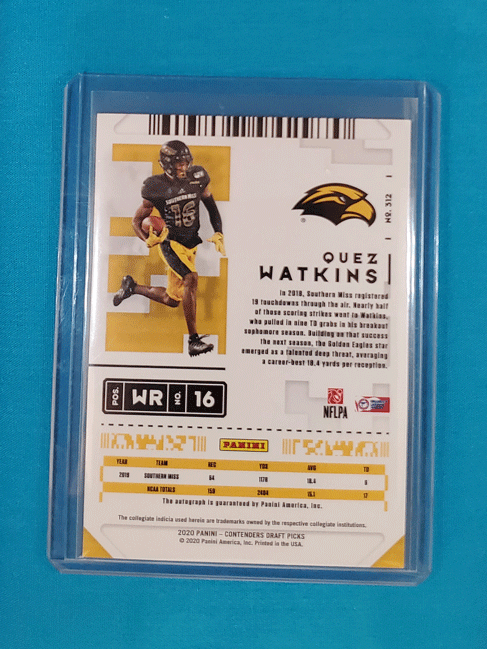 SOUTHERN MISS
16
NO. 312
QUEZ
WATKINS
In 2018, Southern Miss registered
19 touchdowns through the air. Nearly half
of those scoring strikes went to Watkins,
who pulled in nine TD grabs in his breakout
sophomore season. Building on that success
the next season, the Golden Eagles star
emerged as a talented deep threat, averaging
a career-best 18.4 yards per reception.
POS. WR NO. 16
NFLPA
PANINI
YEAR TEAM REC YDS AVG TD
2019 SOUTHERN MISS 64 1178 18.4 6
NCAA TOTALS 159 2404 15.1 17
The autograph is guaranteed by Panini America, Inc.
The collegiate indicia used herein are trademarks owned by the respective collegiate institutions.
2020 PANINI – CONTENDERS DRAFT PICKS
© 2020 Panini America, Inc. Printed in the USA.